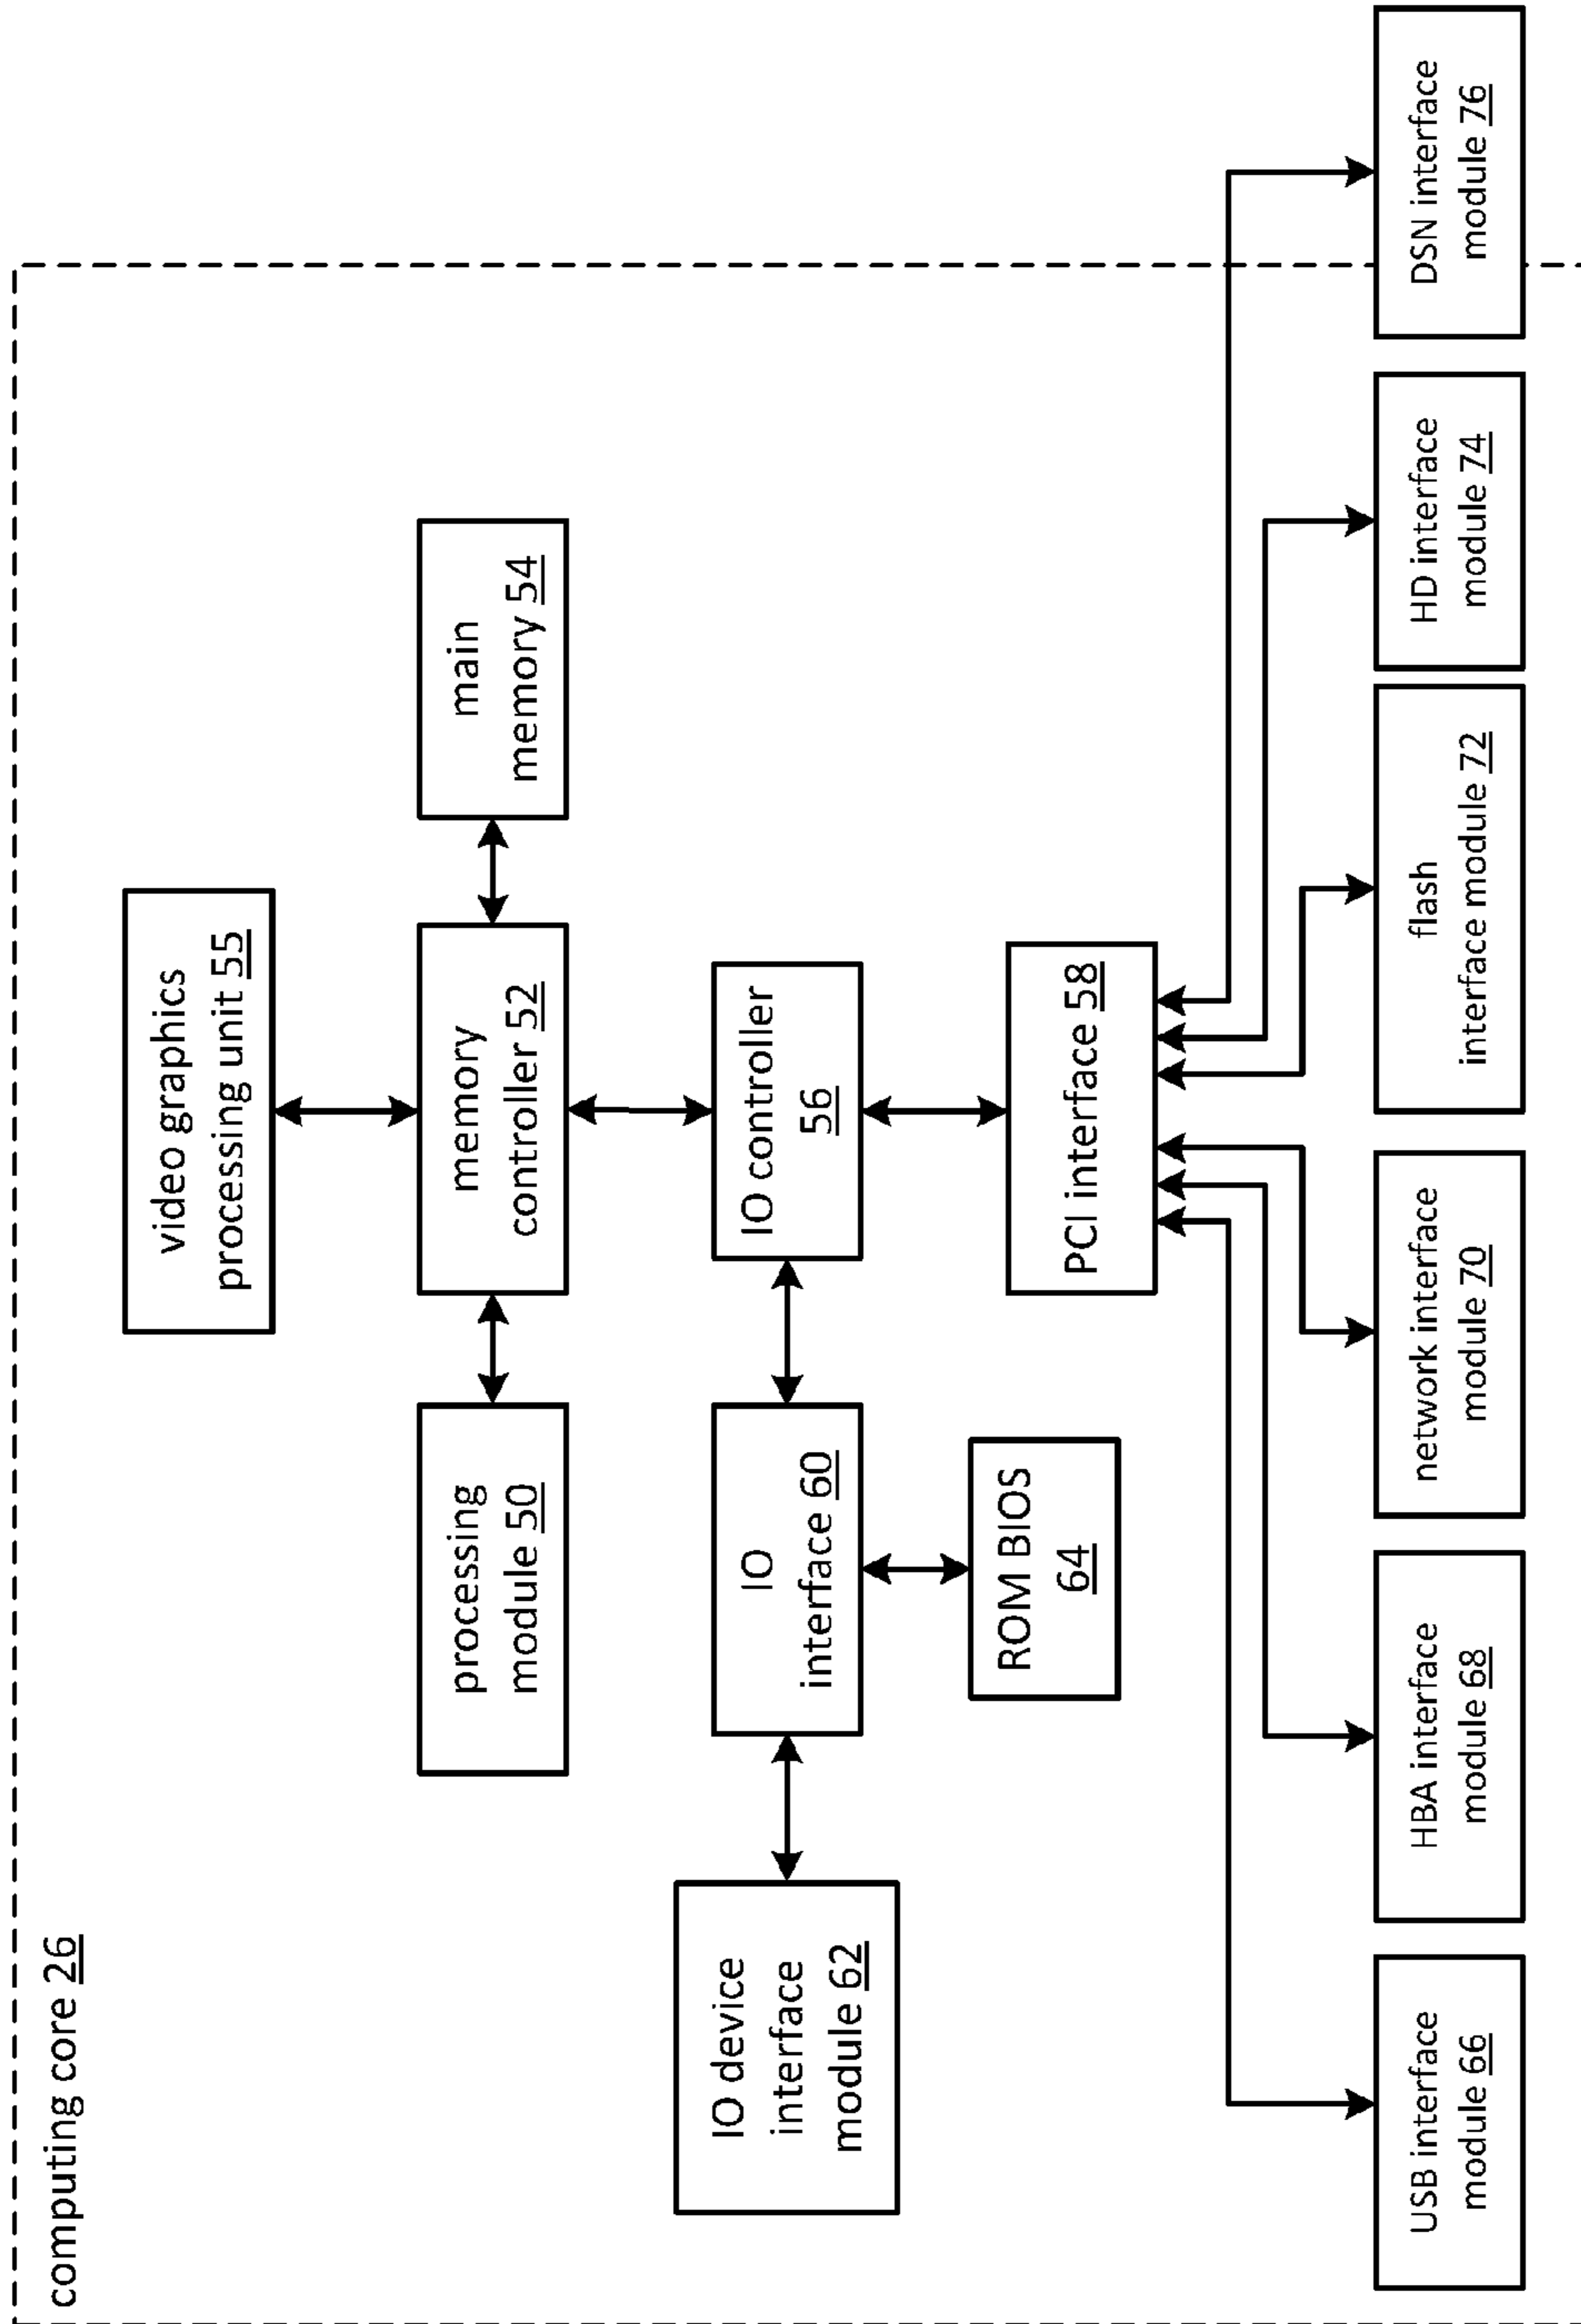 computing core 26
video graphics
processing unit 55
processing
module 50
memory
controller 52
main
memory 54
IO device
interface
module 62
IO
interface 60
IO controller
56
ROM BIOS
64
PCI interface 58
USB interface
module 66
HBA interface
module 68
network interface
module 70
flash
interface module 72
HD interface
module 74
DSN interface
module 76